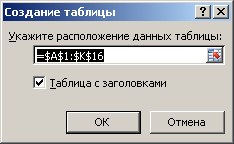 Создание таблицы
Укажите расположение данных таблицы:
=$A$1:$K$16
Таблица с заголовками
ОК
Отмена